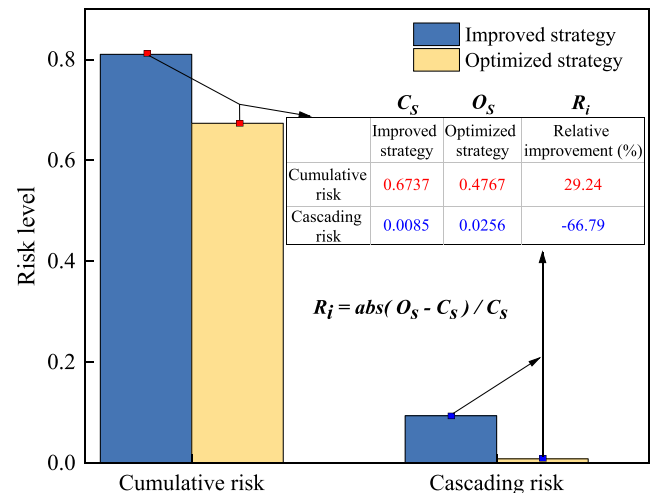 Improved strategy
Optimized strategy
0.8
0.6
0.4
0.2
0.0
Risk level
C_S O_S R_i
Improved strategy Optimized strategy Relative improvement (%)
Cumulative risk 0.6737 0.4767 29.24
Cascading risk 0.0085 0.0256 -66.79
R_i = abs( O_S - C_S ) / C_S
Cumulative risk
Cascading risk